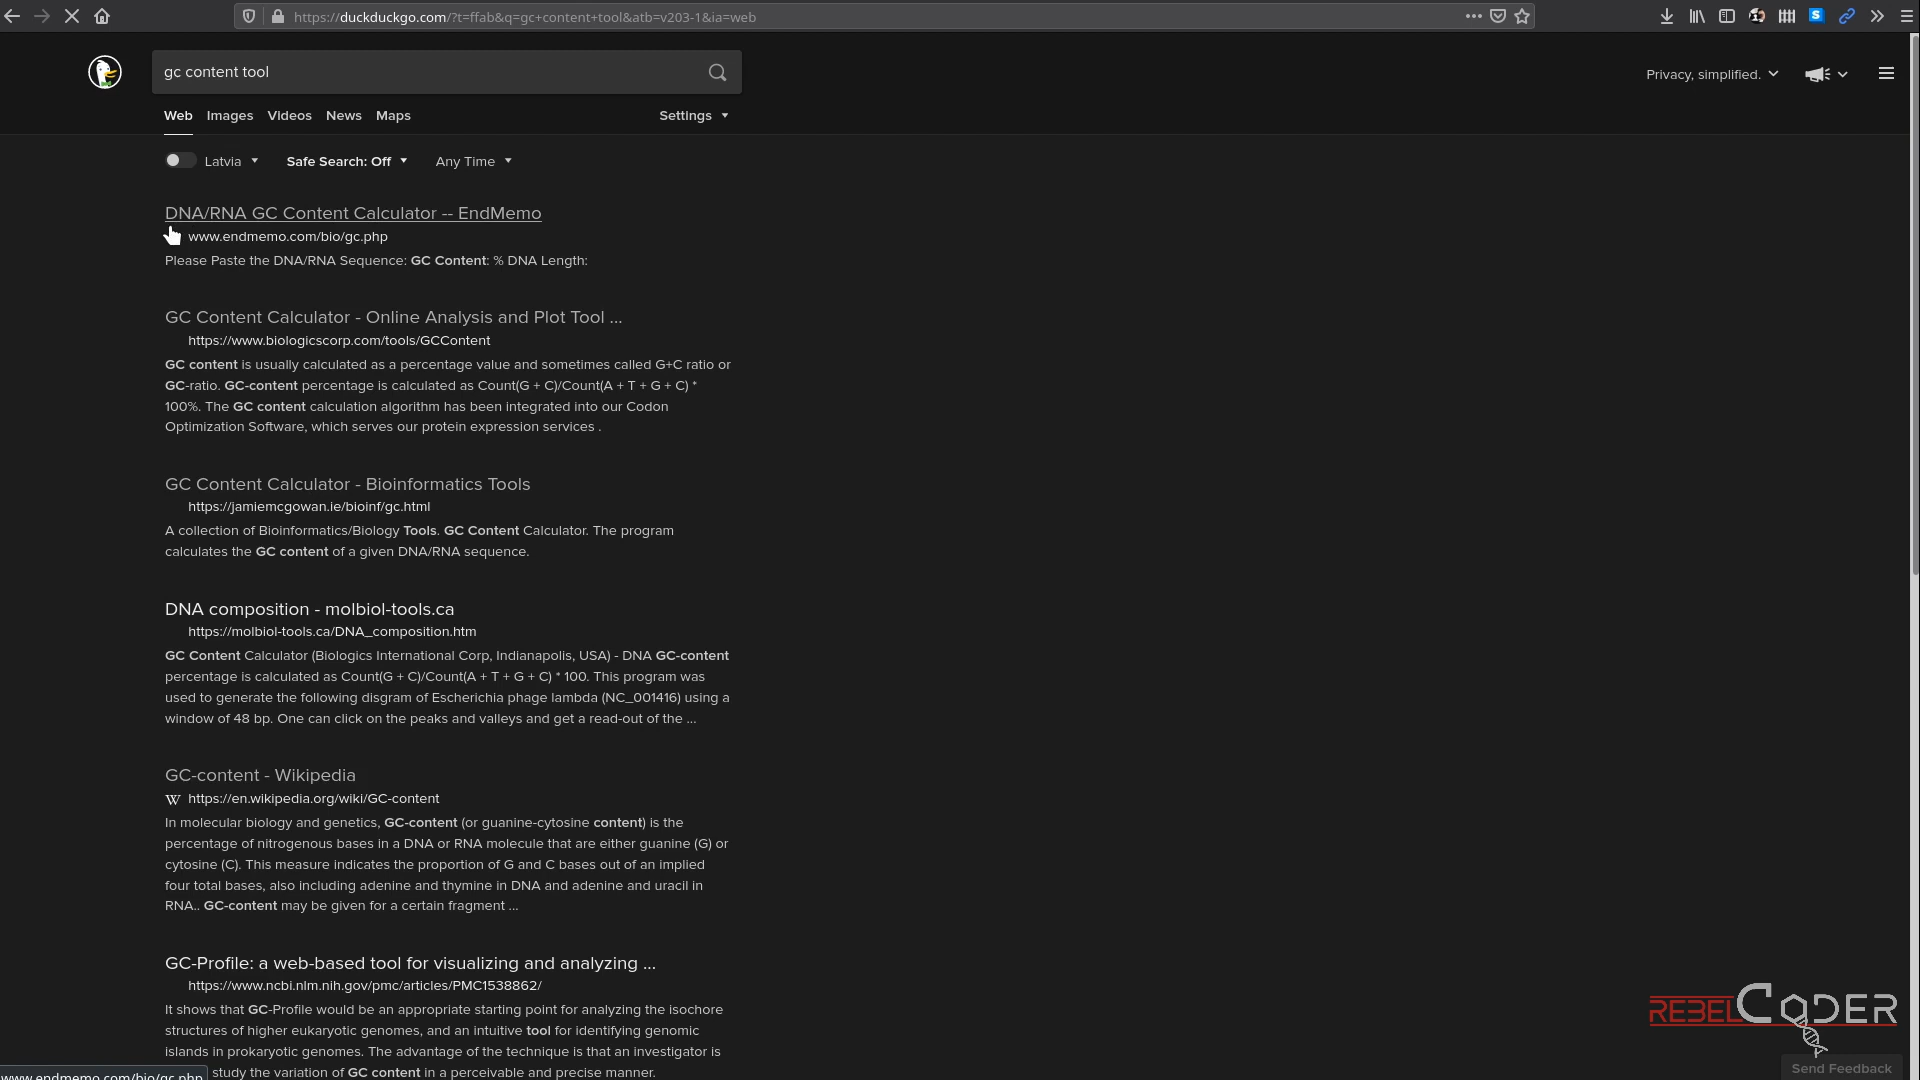 https://duckduckgo.com/?t=ffab&q=gc+content+tool&atb=v203-1&ia=web
S
gc content tool
Privacy, simplified.
Web Images Videos News Maps Settings
Latvia Safe Search: Off Any Time
DNA/RNA GC Content Calculator -- EndMemo
www.endmemo.com/bio/gc.php
Please Paste the DNA/RNA Sequence: GC Content: % DNA Length:
GC Content Calculator - Online Analysis and Plot Tool ...
https://www.biologicscorp.com/tools/GCContent
GC content is usually calculated as a percentage value and sometimes called G+C ratio or
GC-ratio. GC-content percentage is calculated as Count(G + C)/Count(A + T + G + C) *
100%. The GC content calculation algorithm has been integrated into our Codon
Optimization Software, which serves our protein expression services .
GC Content Calculator - Bioinformatics Tools
https://jamiemcgowan.ie/bioinf/gc.html
A collection of Bioinformatics/Biology Tools. GC Content Calculator. The program
calculates the GC content of a given DNA/RNA sequence.
DNA composition - molbiol-tools.ca
https://molbiol-tools.ca/DNA_composition.htm
GC Content Calculator (Biologics International Corp, Indianapolis, USA) - DNA GC-content
percentage is calculated as Count(G + C)/Count(A + T + G + C) * 100. This program was
used to generate the following disgram of Escherichia phage lambda (NC_001416) using a
window of 48 bp. One can click on the peaks and valleys and get a read-out of the ...
GC-content - Wikipedia
W https://en.wikipedia.org/wiki/GC-content
In molecular biology and genetics, GC-content (or guanine-cytosine content) is the
percentage of nitrogenous bases in a DNA or RNA molecule that are either guanine (G) or
cytosine (C). This measure indicates the proportion of G and C bases out of an implied
four total bases, also including adenine and thymine in DNA and adenine and uracil in
RNA.. GC-content may be given for a certain fragment ...
GC-Profile: a web-based tool for visualizing and analyzing ...
https://www.ncbi.nlm.nih.gov/pmc/articles/PMC1538862/
It shows that GC-Profile would be an appropriate starting point for analyzing the isochore
structures of higher eukaryotic genomes, and an intuitive tool for identifying genomic
islands in prokaryotic genomes. The advantage of the technique is that an investigator is
study the variation of GC content in a perceivable and precise manner.
www.endmemo.com/bio/gc.php
REBELCODER
Send Feedback